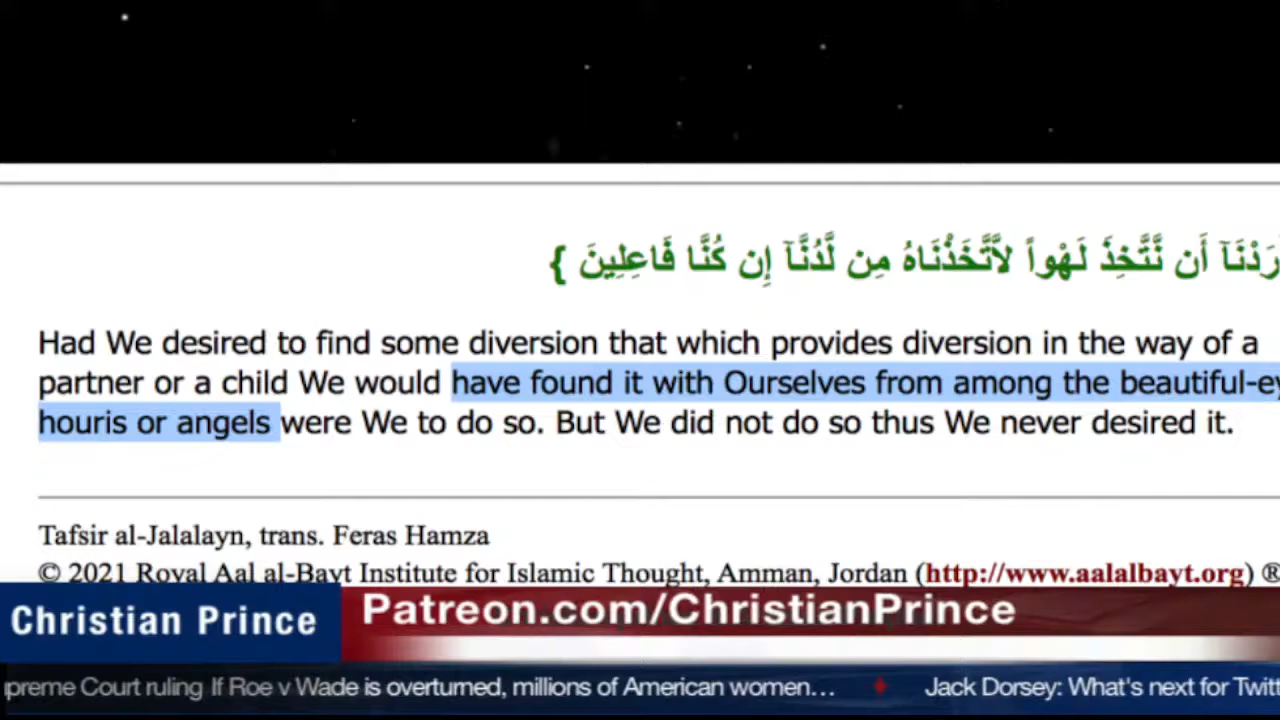 رَدْنَآ أَن نَّتَّخِذَ لَهْواً لاَّتَّخَذْنَاهُ مِن لَّدُنَّآ إِن كُنَّا فَاعِلِينَ }
Had We desired to find some diversion that which provides diversion in the way of a
partner or a child We would have found it with Ourselves from among the beautiful-ey
houris or angels were We to do so. But We did not do so thus We never desired it.
Tafsir al-Jalalayn, trans. Feras Hamza
© 2021 Royal Aal al-Bayt Institute for Islamic Thought, Amman, Jordan (http://www.aalalbayt.org) ®
Christian Prince
Patreon.com/ChristianPrince
preme Court ruling If Roe v Wade is overturned, millions of American women... ♦ Jack Dorsey: What's next for Twitt